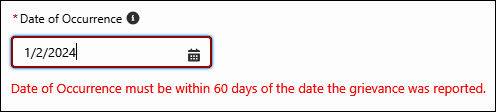 * Date of Occurrence
1/2/2024
Date of Occurrence must be within 60 days of the date the grievance was reported.